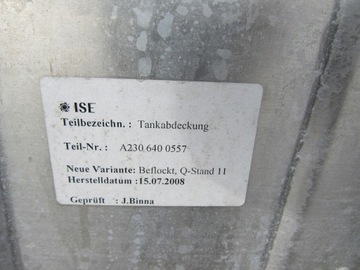 ISE
Teilbezeichn. : Tankabdeckung
Teil-Nr. : A230 640 0557
Neue Variante: Beflockt, Q-Stand 11
Herstelldatum :15.07.2008
Geprüft : J.Binna